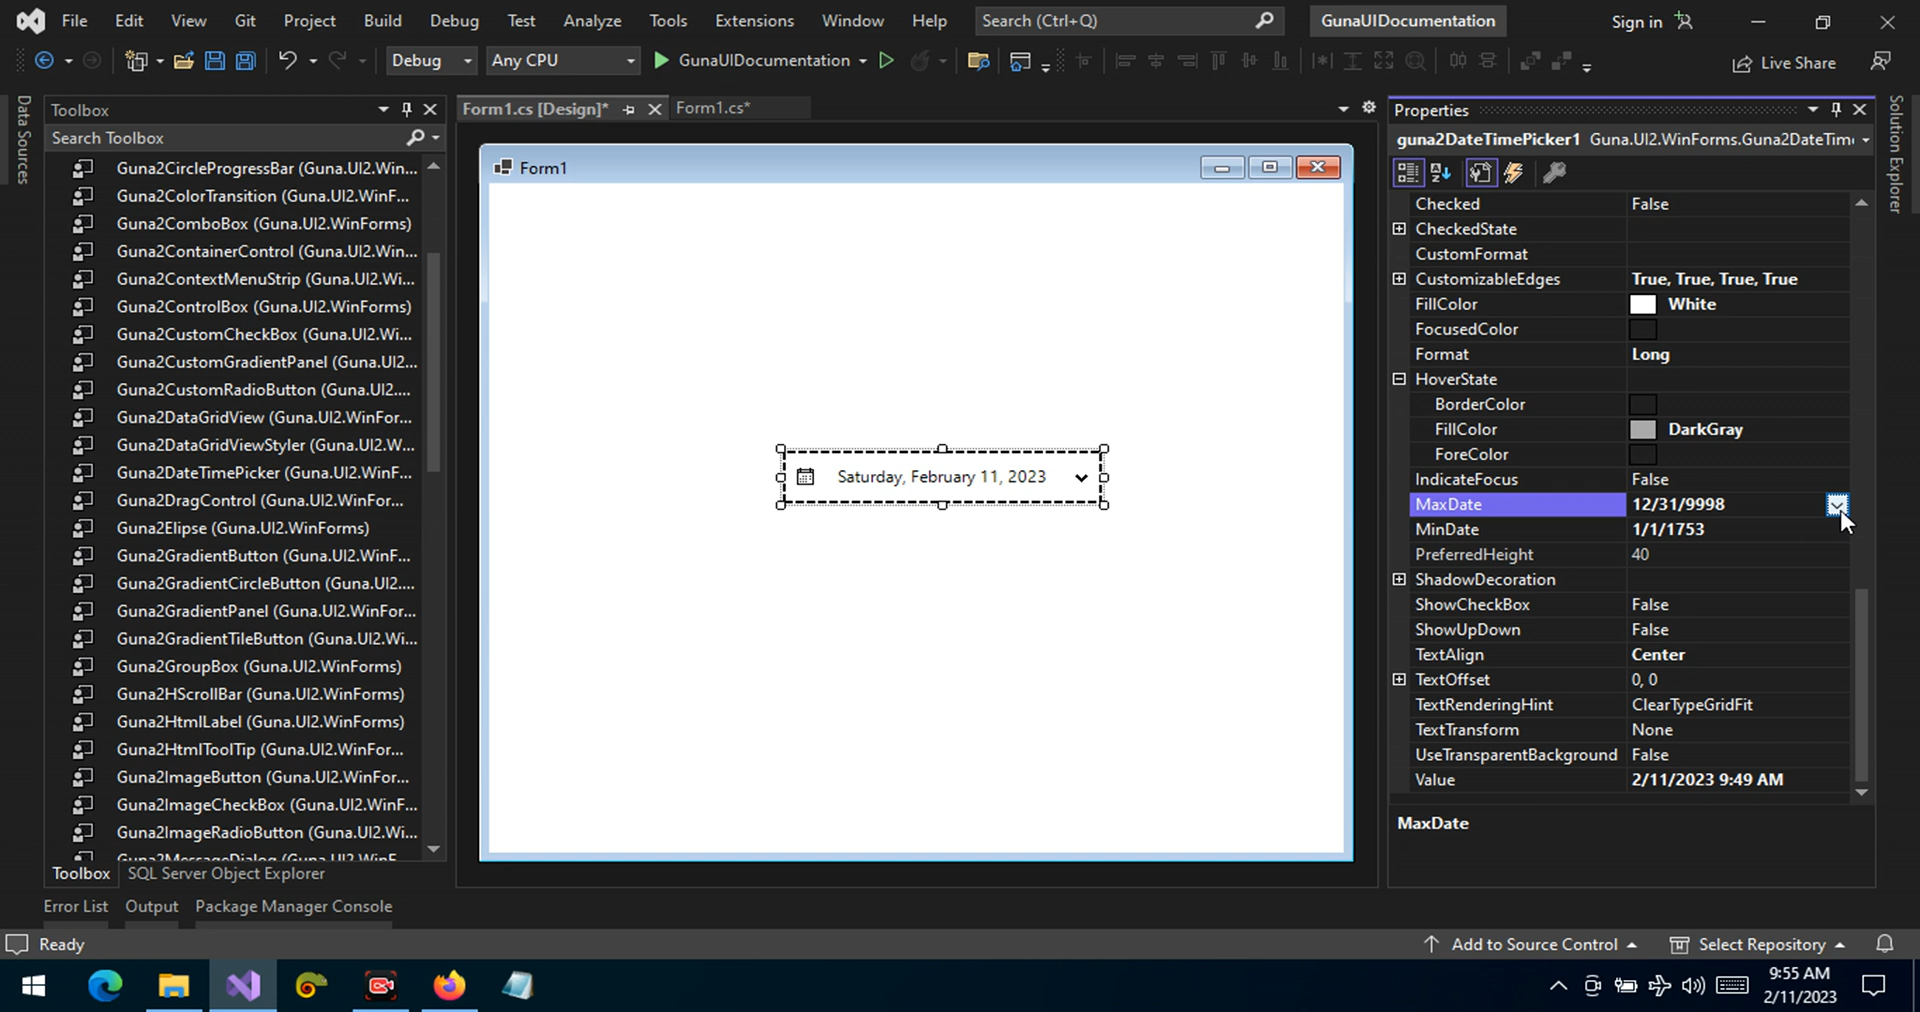 File Edit View Git Project Build Debug Test Analyze Tools Extensions Window Help Search (Ctrl+Q) GunaUIDocumentation Sign in
Debug Any CPU GunaUIDocumentation Live Share
Data Sources
Toolbox
Search Toolbox
Guna2CircleProgressBar (Guna.UI2.Win...
Guna2ColorTransition (Guna.UI2.WinF...
Guna2ComboBox (Guna.UI2.WinForms)
Guna2ContainerControl (Guna.UI2.Win...
Guna2ContextMenuStrip (Guna.UI2.Wi...
Guna2ControlBox (Guna.UI2.WinForms)
Guna2CustomCheckBox (Guna.UI2.Wi...
Guna2CustomGradientPanel (Guna.UI2...
Guna2CustomRadioButton (Guna.UI2....
Guna2DataGridView (Guna.UI2.WinFor...
Guna2DataGridViewStyler (Guna.UI2.W...
Guna2DateTimePicker (Guna.UI2.WinF...
Guna2DragControl (Guna.UI2.WinFor...
Guna2Elipse (Guna.UI2.WinForms)
Guna2GradientButton (Guna.UI2.WinF...
Guna2GradientCircleButton (Guna.UI2....
Guna2GradientPanel (Guna.UI2.WinFor...
Guna2GradientTileButton (Guna.UI2.Wi...
Guna2GroupBox (Guna.UI2.WinForms)
Guna2HScrollBar (Guna.UI2.WinForms)
Guna2HtmlLabel (Guna.UI2.WinForms)
Guna2HtmlToolTip (Guna.UI2.WinFor...
Guna2ImageButton (Guna.UI2.WinFor...
Guna2ImageCheckBox (Guna.UI2.WinF...
Guna2ImageRadioButton (Guna.UI2.Wi...
Guna2MessageDialog (Guna.UI2.WinF...
Toolbox SQL Server Object Explorer
Form1.cs [Design]* Form1.cs*
Form1
Saturday, February 11, 2023
Properties
guna2DateTimePicker1 Guna.UI2.WinForms.Guna2DateTim
Checked False
CheckedState
CustomFormat
CustomizableEdges True, True, True, True
FillColor White
FocusedColor
Format Long
HoverState
BorderColor
FillColor DarkGray
ForeColor
IndicateFocus False
MaxDate 12/31/9998
MinDate 1/1/1753
PreferredHeight 40
ShadowDecoration
ShowCheckBox False
ShowUpDown False
TextAlign Center
TextOffset 0, 0
TextRenderingHint ClearTypeGridFit
TextTransform None
UseTransparentBackground False
Value 2/11/2023 9:49 AM
MaxDate
Solution Explorer
Error List Output Package Manager Console
Ready Add to Source Control Select Repository
9:55 AM
2/11/2023